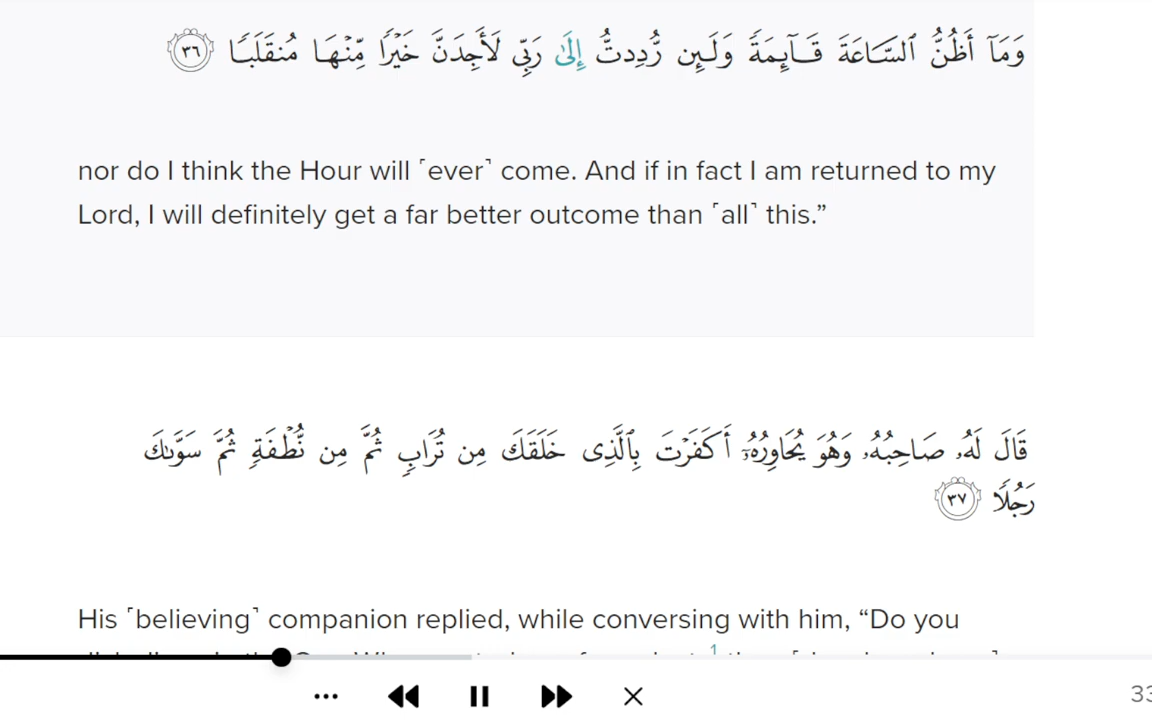 وَمَآ أَظُنُّ ٱلسَّاعَةَ قَآئِمَةً وَلَئِن رُّدِدتُّ إِلَىٰ رَبِّى لَأَجِدَنَّ خَيْرًا مِّنْهَا مُنقَلَبًا ٣٦
nor do I think the Hour will ˹ever˺ come. And if in fact I am returned to my
Lord, I will definitely get a far better outcome than ˹all˺ this.”
قَالَ لَهُۥ صَاحِبُهُۥ وَهُوَ يُحَاوِرُهُۥٓ أَكَفَرْتَ بِٱلَّذِى خَلَقَكَ مِن تُرَابٍ ثُمَّ مِن نُّطْفَةٍ ثُمَّ سَوَّىٰكَ
رَجُلًا ٣٧
His ˹believing˺ companion replied, while conversing with him, “Do you
33